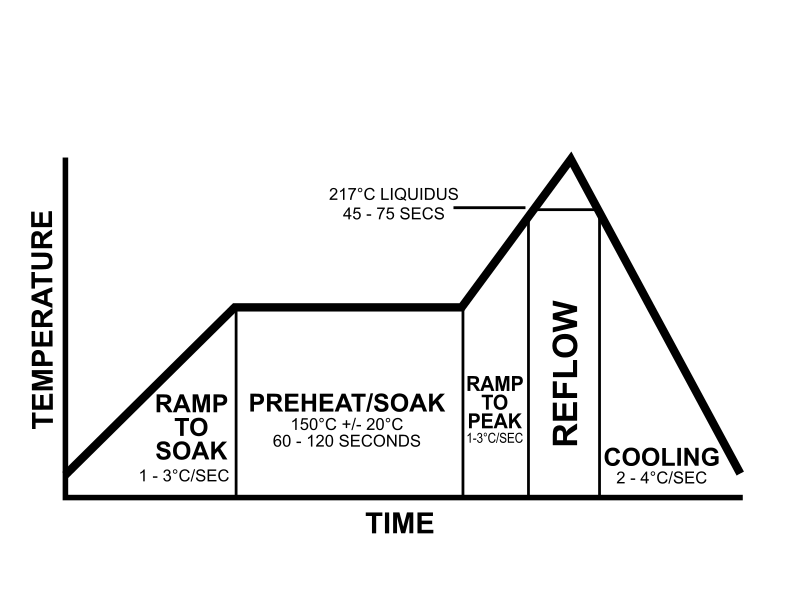 217°C LIQUIDUS
45 - 75 SECS
TEMPERATURE
RAMP
TO
SOAK
1 - 3°C/SEC
PREHEAT/SOAK
150°C +/- 20°C
60 - 120 SECONDS
RAMP
TO
PEAK
1-3°C/SEC
REFLOW
COOLING
2 - 4°C/SEC
TIME